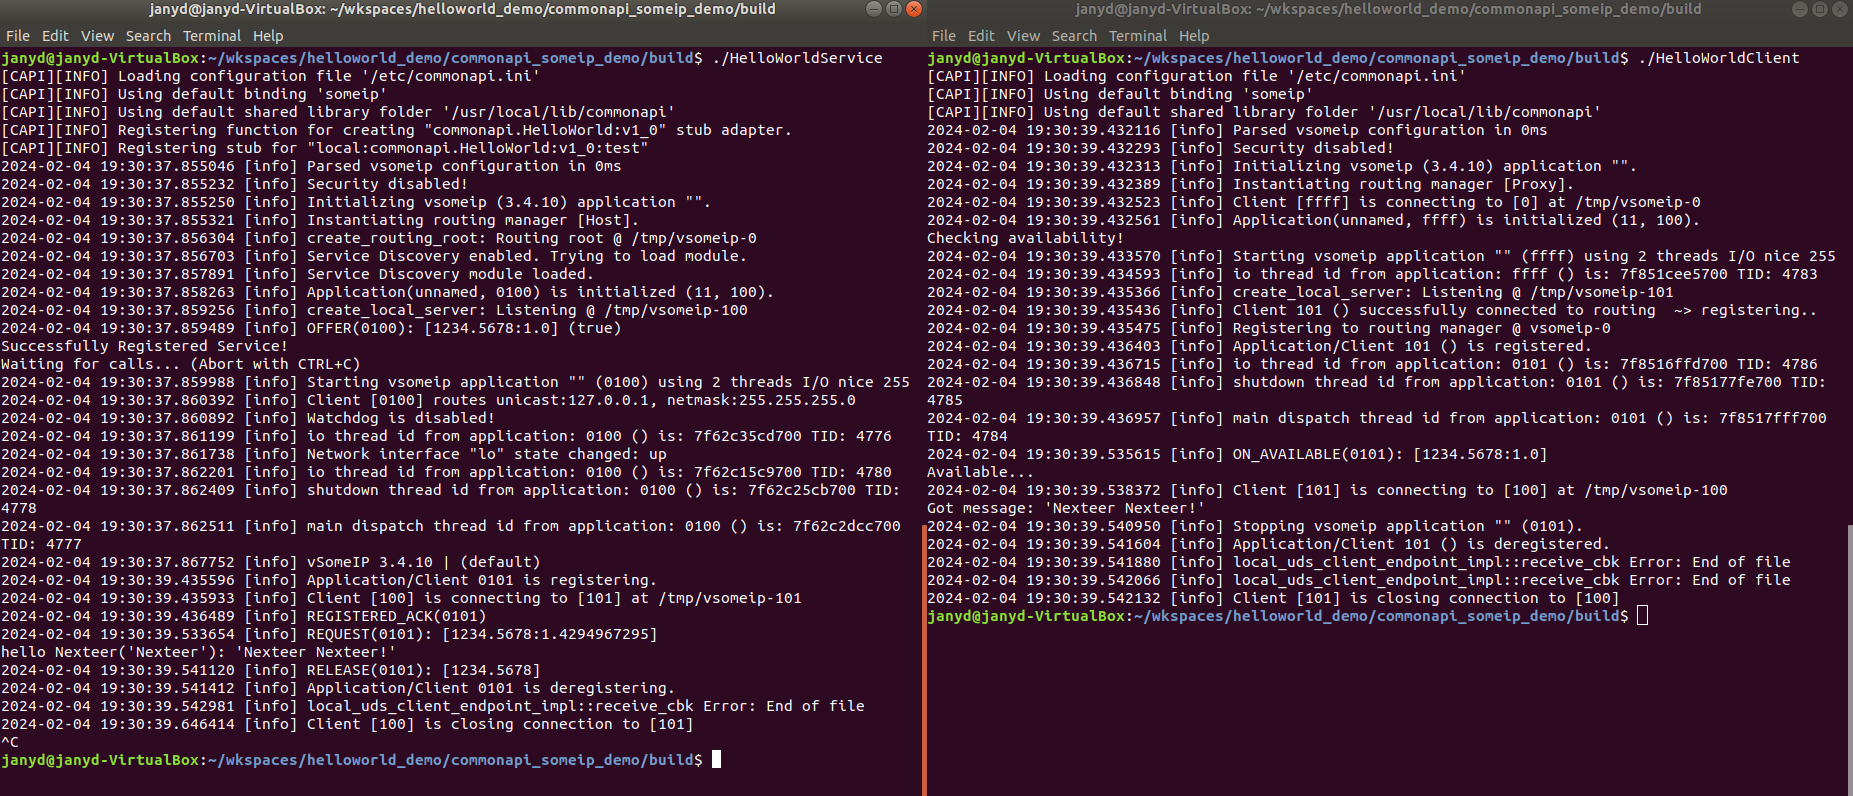 janyd@janyd-VirtualBox: ~/wkspaces/helloworld_demo/commonapi_someip_demo/build
File Edit View Search Terminal Help
janyd@janyd-VirtualBox:~/wkspaces/helloworld_demo/commonapi_someip_demo/build$ ./HelloWorldService
[CAPI][INFO] Loading configuration file '/etc/commonapi.ini'
[CAPI][INFO] Using default binding 'someip'
[CAPI][INFO] Using default shared library folder '/usr/local/lib/commonapi'
[CAPI][INFO] Registering function for creating "commonapi.HelloWorld:v1_0" stub adapter.
[CAPI][INFO] Registering stub for "local:commonapi.HelloWorld:v1_0:test"
2024-02-04 19:30:37.855046 [info] Parsed vsomeip configuration in 0ms
2024-02-04 19:30:37.855232 [info] Security disabled!
2024-02-04 19:30:37.855250 [info] Initializing vsomeip (3.4.10) application "".
2024-02-04 19:30:37.855321 [info] Instantiating routing manager [Host].
2024-02-04 19:30:37.856304 [info] create_routing_root: Routing root @ /tmp/vsomeip-0
2024-02-04 19:30:37.856703 [info] Service Discovery enabled. Trying to load module.
2024-02-04 19:30:37.857891 [info] Service Discovery module loaded.
2024-02-04 19:30:37.858263 [info] Application(unnamed, 0100) is initialized (11, 100).
2024-02-04 19:30:37.859256 [info] create_local_server: Listening @ /tmp/vsomeip-100
2024-02-04 19:30:37.859489 [info] OFFER(0100): [1234.5678:1.0] (true)
Successfully Registered Service!
Waiting for calls... (Abort with CTRL+C)
2024-02-04 19:30:37.859988 [info] Starting vsomeip application "" (0100) using 2 threads I/O nice 255
2024-02-04 19:30:37.860392 [info] Client [0100] routes unicast:127.0.0.1, netmask:255.255.255.0
2024-02-04 19:30:37.860892 [info] Watchdog is disabled!
2024-02-04 19:30:37.861199 [info] io thread id from application: 0100 () is: 7f62c35cd700 TID: 4776
2024-02-04 19:30:37.861738 [info] Network interface "lo" state changed: up
2024-02-04 19:30:37.862201 [info] io thread id from application: 0100 () is: 7f62c15c9700 TID: 4780
2024-02-04 19:30:37.862409 [info] shutdown thread id from application: 0100 () is: 7f62c25cb700 TID:
4778
2024-02-04 19:30:37.862511 [info] main dispatch thread id from application: 0100 () is: 7f62c2dcc700
TID: 4777
2024-02-04 19:30:37.867752 [info] vSomeIP 3.4.10 | (default)
2024-02-04 19:30:39.435596 [info] Application/Client 0101 is registering.
2024-02-04 19:30:39.435933 [info] Client [100] is connecting to [101] at /tmp/vsomeip-101
2024-02-04 19:30:39.436489 [info] REGISTERED_ACK(0101)
2024-02-04 19:30:39.533654 [info] REQUEST(0101): [1234.5678:1.4294967295]
hello Nexteer('Nexteer'): 'Nexteer Nexteer!'
2024-02-04 19:30:39.541120 [info] RELEASE(0101): [1234.5678]
2024-02-04 19:30:39.541412 [info] Application/Client 0101 is deregistering.
2024-02-04 19:30:39.542981 [info] local_uds_client_endpoint_impl::receive_cbk Error: End of file
2024-02-04 19:30:39.646414 [info] Client [100] is closing connection to [101]
^C
janyd@janyd-VirtualBox:~/wkspaces/helloworld_demo/commonapi_someip_demo/build$
janyd@janyd-VirtualBox: ~/wkspaces/helloworld_demo/commonapi_someip_demo/build
File Edit View Search Terminal Help
janyd@janyd-VirtualBox:~/wkspaces/helloworld_demo/commonapi_someip_demo/build$ ./HelloWorldClient
[CAPI][INFO] Loading configuration file '/etc/commonapi.ini'
[CAPI][INFO] Using default binding 'someip'
[CAPI][INFO] Using default shared library folder '/usr/local/lib/commonapi'
2024-02-04 19:30:39.432116 [info] Parsed vsomeip configuration in 0ms
2024-02-04 19:30:39.432293 [info] Security disabled!
2024-02-04 19:30:39.432313 [info] Initializing vsomeip (3.4.10) application "".
2024-02-04 19:30:39.432389 [info] Instantiating routing manager [Proxy].
2024-02-04 19:30:39.432523 [info] Client [ffff] is connecting to [0] at /tmp/vsomeip-0
2024-02-04 19:30:39.432561 [info] Application(unnamed, ffff) is initialized (11, 100).
Checking availability!
2024-02-04 19:30:39.433570 [info] Starting vsomeip application "" (ffff) using 2 threads I/O nice 255
2024-02-04 19:30:39.434593 [info] io thread id from application: ffff () is: 7f851cee5700 TID: 4783
2024-02-04 19:30:39.435366 [info] create_local_server: Listening @ /tmp/vsomeip-101
2024-02-04 19:30:39.435436 [info] Client 101 () successfully connected to routing  ~> registering..
2024-02-04 19:30:39.435475 [info] Registering to routing manager @ vsomeip-0
2024-02-04 19:30:39.436403 [info] Application/Client 101 () is registered.
2024-02-04 19:30:39.436715 [info] io thread id from application: 0101 () is: 7f8516ffd700 TID: 4786
2024-02-04 19:30:39.436848 [info] shutdown thread id from application: 0101 () is: 7f85177fe700 TID:
4785
2024-02-04 19:30:39.436957 [info] main dispatch thread id from application: 0101 () is: 7f8517fff700
TID: 4784
2024-02-04 19:30:39.535615 [info] ON_AVAILABLE(0101): [1234.5678:1.0]
Available...
2024-02-04 19:30:39.538372 [info] Client [101] is connecting to [100] at /tmp/vsomeip-100
Got message: 'Nexteer Nexteer!'
2024-02-04 19:30:39.540950 [info] Stopping vsomeip application "" (0101).
2024-02-04 19:30:39.541604 [info] Application/Client 101 () is deregistered.
2024-02-04 19:30:39.541880 [info] local_uds_client_endpoint_impl::receive_cbk Error: End of file
2024-02-04 19:30:39.542066 [info] local_uds_client_endpoint_impl::receive_cbk Error: End of file
2024-02-04 19:30:39.542132 [info] Client [101] is closing connection to [100]
janyd@janyd-VirtualBox:~/wkspaces/helloworld_demo/commonapi_someip_demo/build$